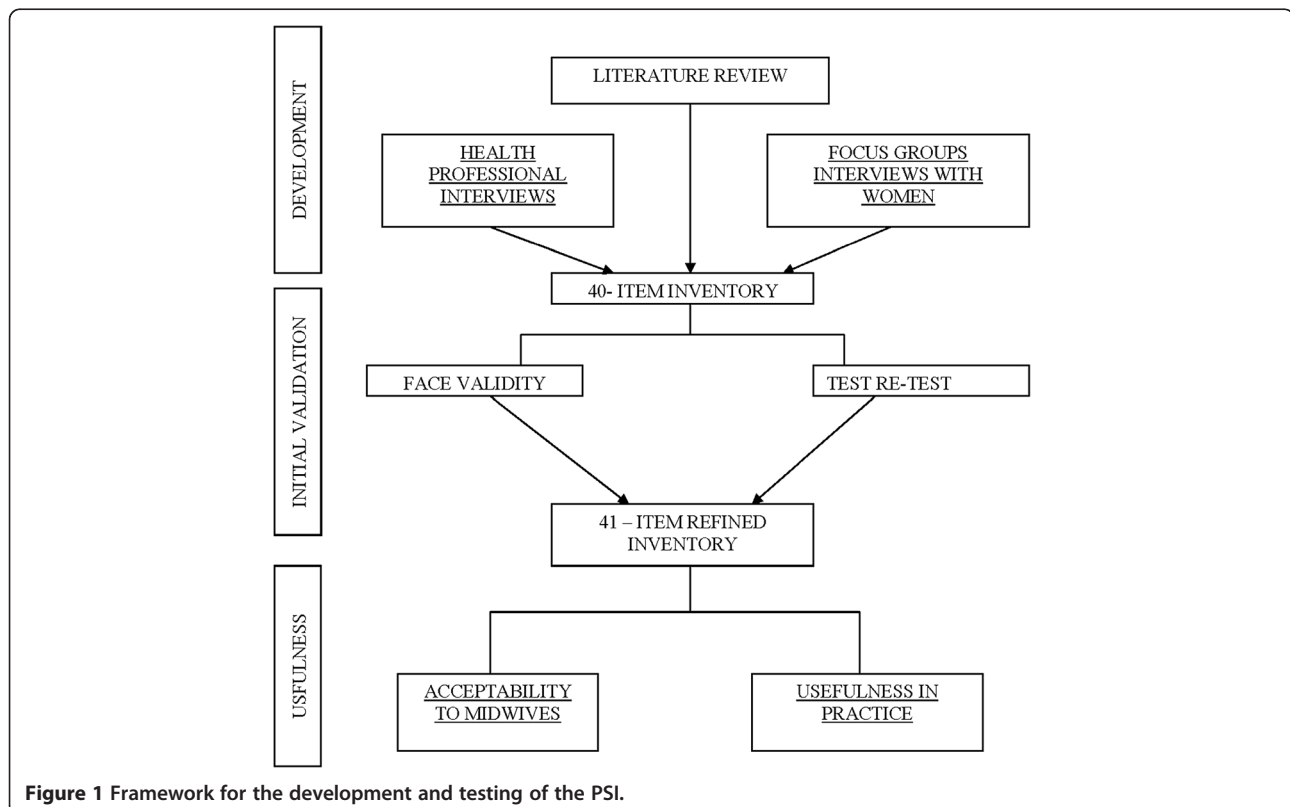 DEVELOPMENT
LITERATURE REVIEW
HEALTH
PROFESSIONAL
INTERVIEWS
FOCUS GROUPS
INTERVIEWS WITH
WOMEN
40- ITEM INVENTORY
INITIAL VALIDATION
FACE VALIDITY
TEST RE-TEST
41 – ITEM REFINED
INVENTORY
USFULNESS
ACCEPTABILITY
TO MIDWIVES
USEFULNESS IN
PRACTICE
Figure 1 Framework for the development and testing of the PSI.